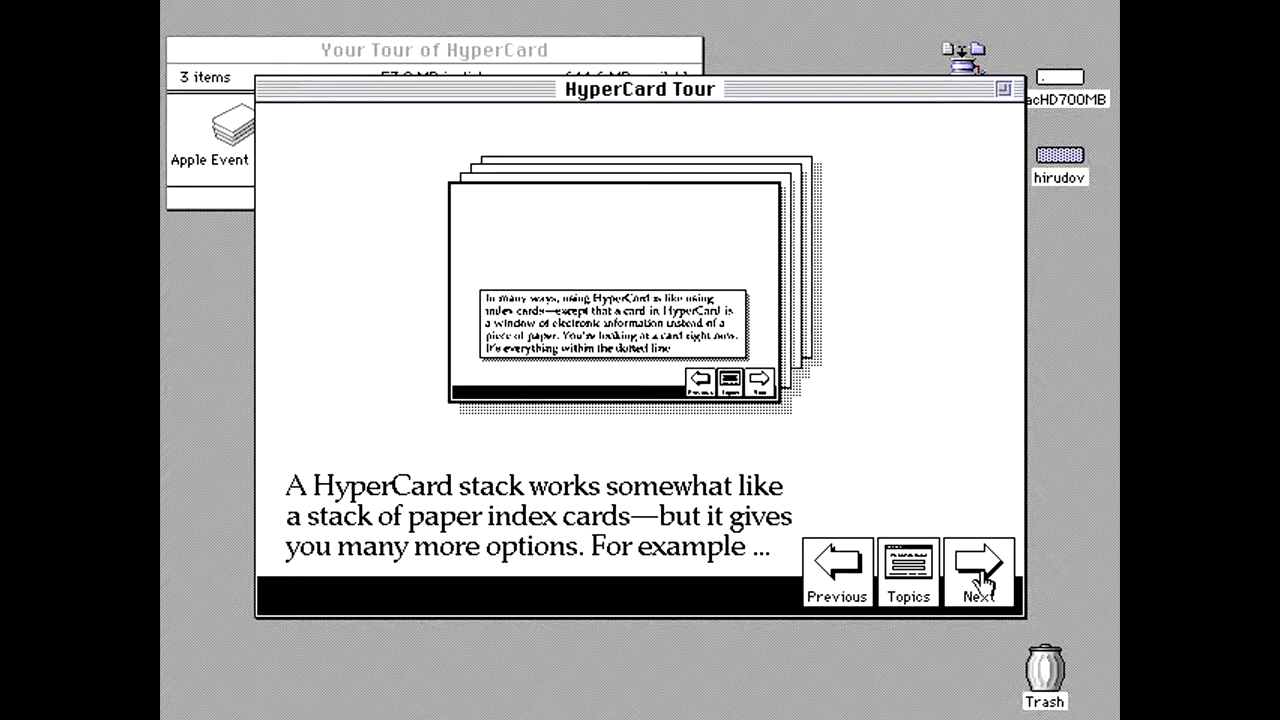 Your Tour of HyperCard
3 items
HyperCard Tour
acHD700MB
Apple Event
hirudov
In many ways, using HyperCard is like using
index cards—except that a card in HyperCard is
a window of electronic information instead of a
piece of paper. You're looking at a card right now.
It's everything within the dotted line
Previous Topics Next
A HyperCard stack works somewhat like
a stack of paper index cards—but it gives
you many more options. For example ...
Previous Topics Next
Trash